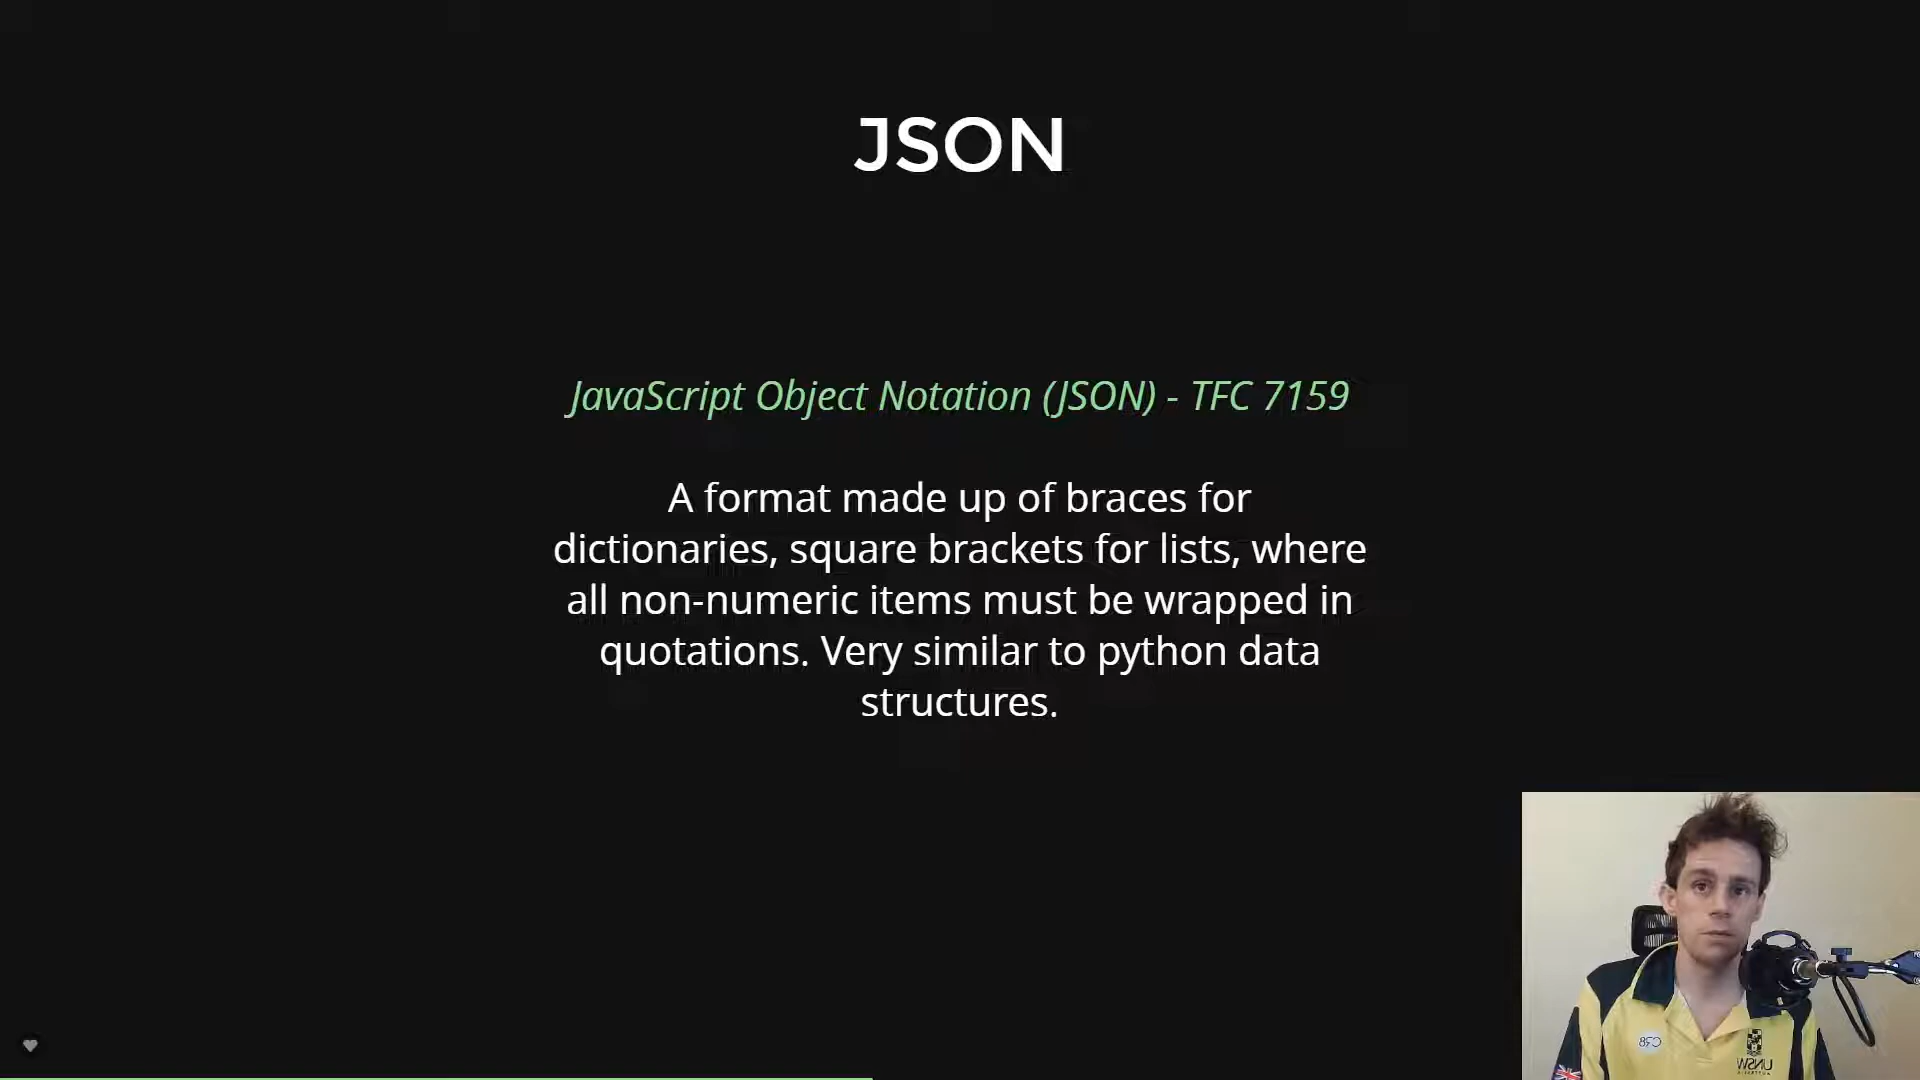 JSON
JavaScript Object Notation (JSON) - TFC 7159
A format made up of braces for
dictionaries, square brackets for lists, where
all non-numeric items must be wrapped in
quotations. Very similar to python data
structures.
UNSW